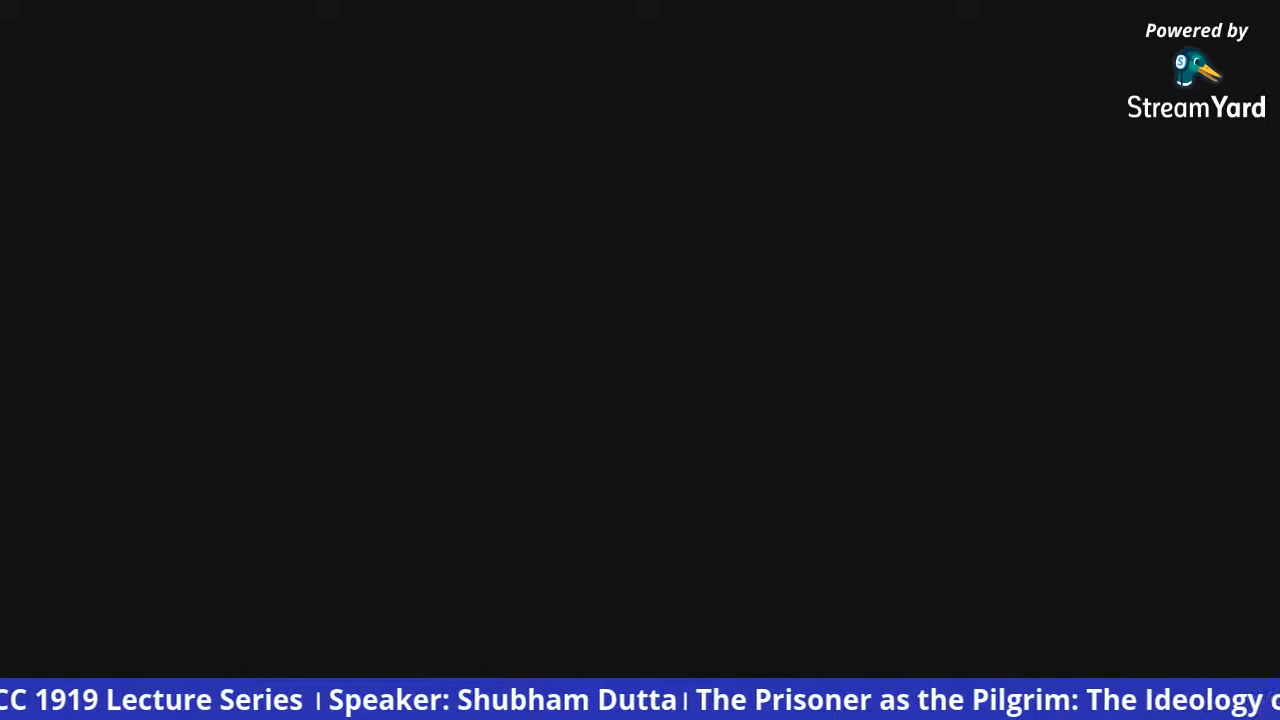 Powered by
StreamYard
CC 1919 Lecture Series | Speaker: Shubham Dutta| The Prisoner as the Pilgrim: The Ideology